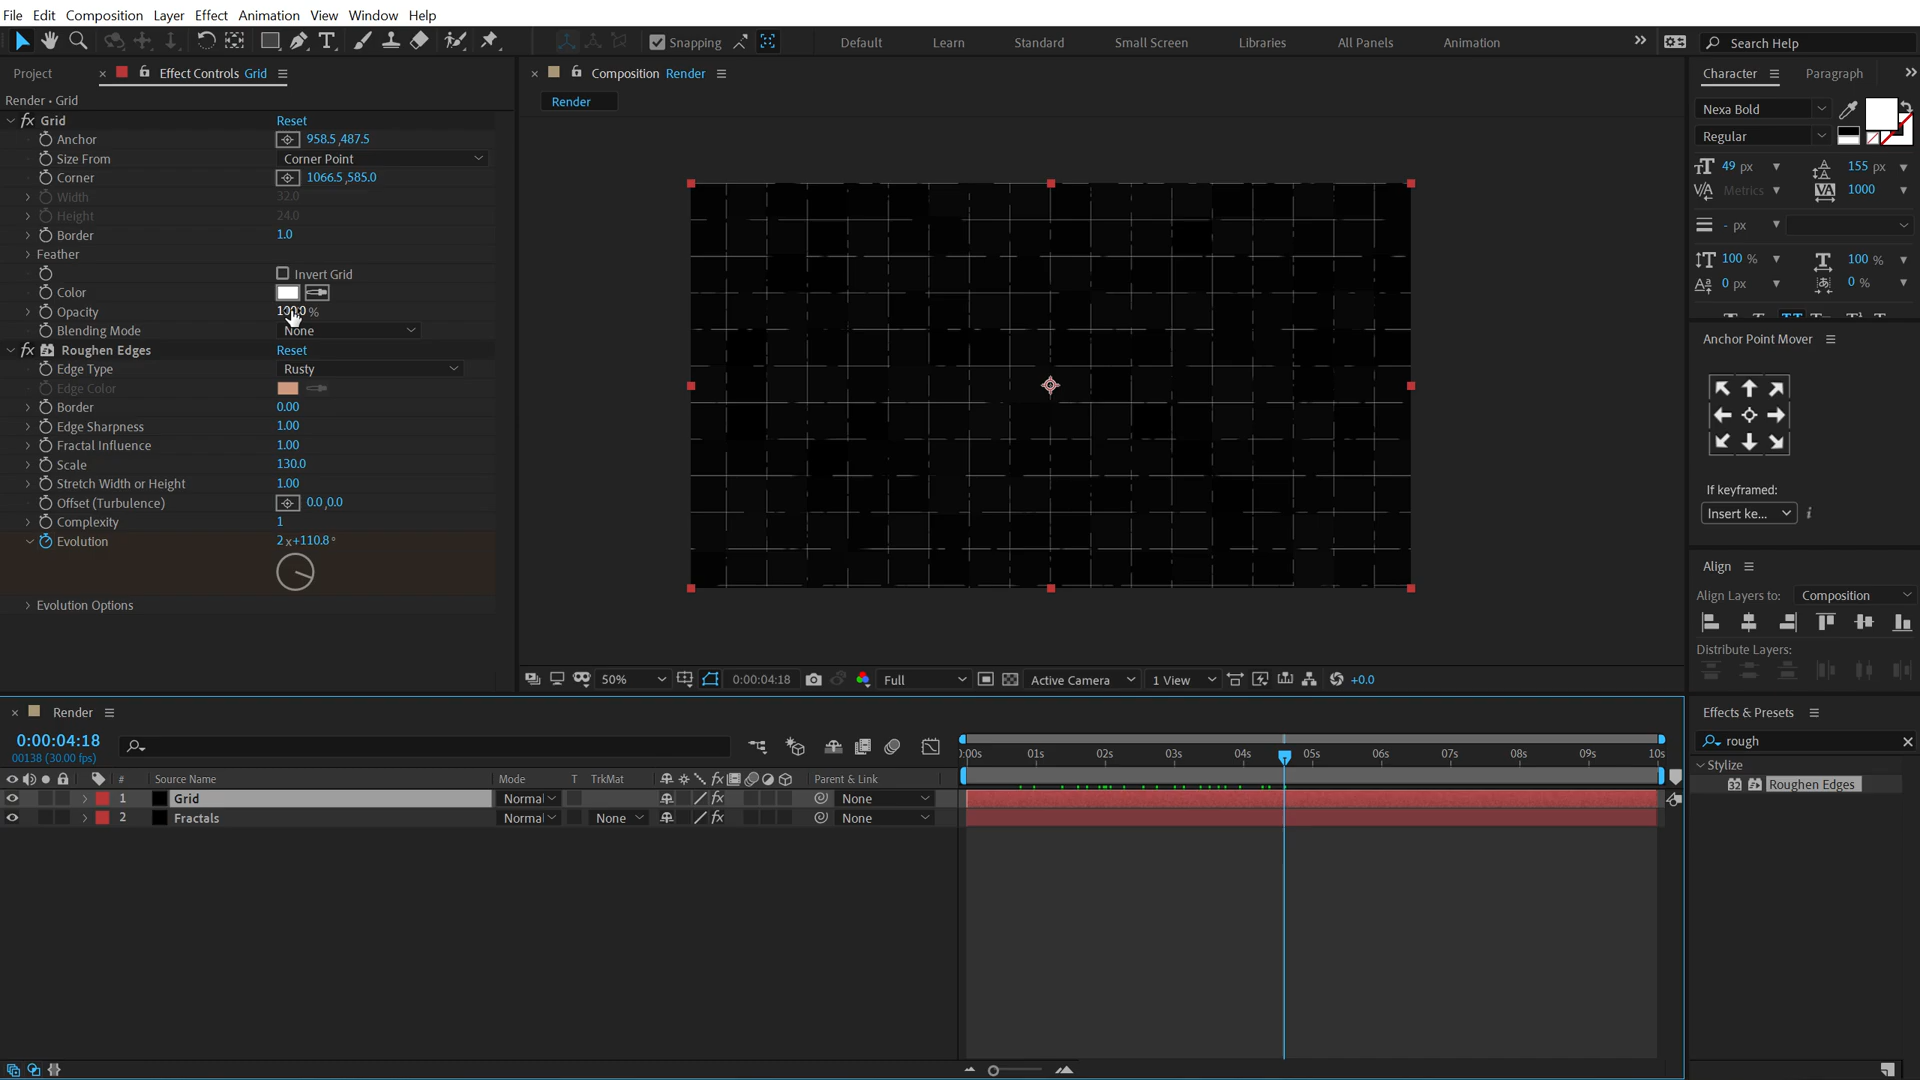 File Edit Composition Layer Effect Animation View Window Help
Snapping Default Learn Standard Small Screen Libraries All Panels Animation Search Help
Project Effect Controls Grid Composition Render Character Paragraph
Render • Grid Render
Grid Reset
Anchor 958.5,487.5
Size From Corner Point
Corner 1066.5,585.0
Width 32.0
Height 24.0
Border 1.0
Feather
Invert Grid
Color
Opacity %
Blending Mode None
Roughen Edges Reset
Edge Type Rusty
Edge Color
Border 0.00
Edge Sharpness 1.00
Fractal Influence 1.00
Scale 130.0
Stretch Width or Height 1.00
Offset (Turbulence) 0.0,0.0
Complexity 1
Evolution 2 x +110.8 °
Evolution Options
50% 0:00:04:18 Full Active Camera 1 View +0.0
Nexa Bold
Regular
49 px 155 px
Metrics 1000
- px
100 % 100 %
0 px 0 %
Anchor Point Mover
If keyframed:
Insert ke...
Align
Align Layers to: Composition
Distribute Layers:
Render
0:00:04:18
00138 (30.00 fps)
:00s 01s 02s 03s 04s 05s 06s 07s 08s 09s 10s
# Source Name Mode T TrkMat Parent & Link
1 Grid Normal None
2 Fractals Normal None None
Effects & Presets
rough
Stylize
32 Roughen Edges